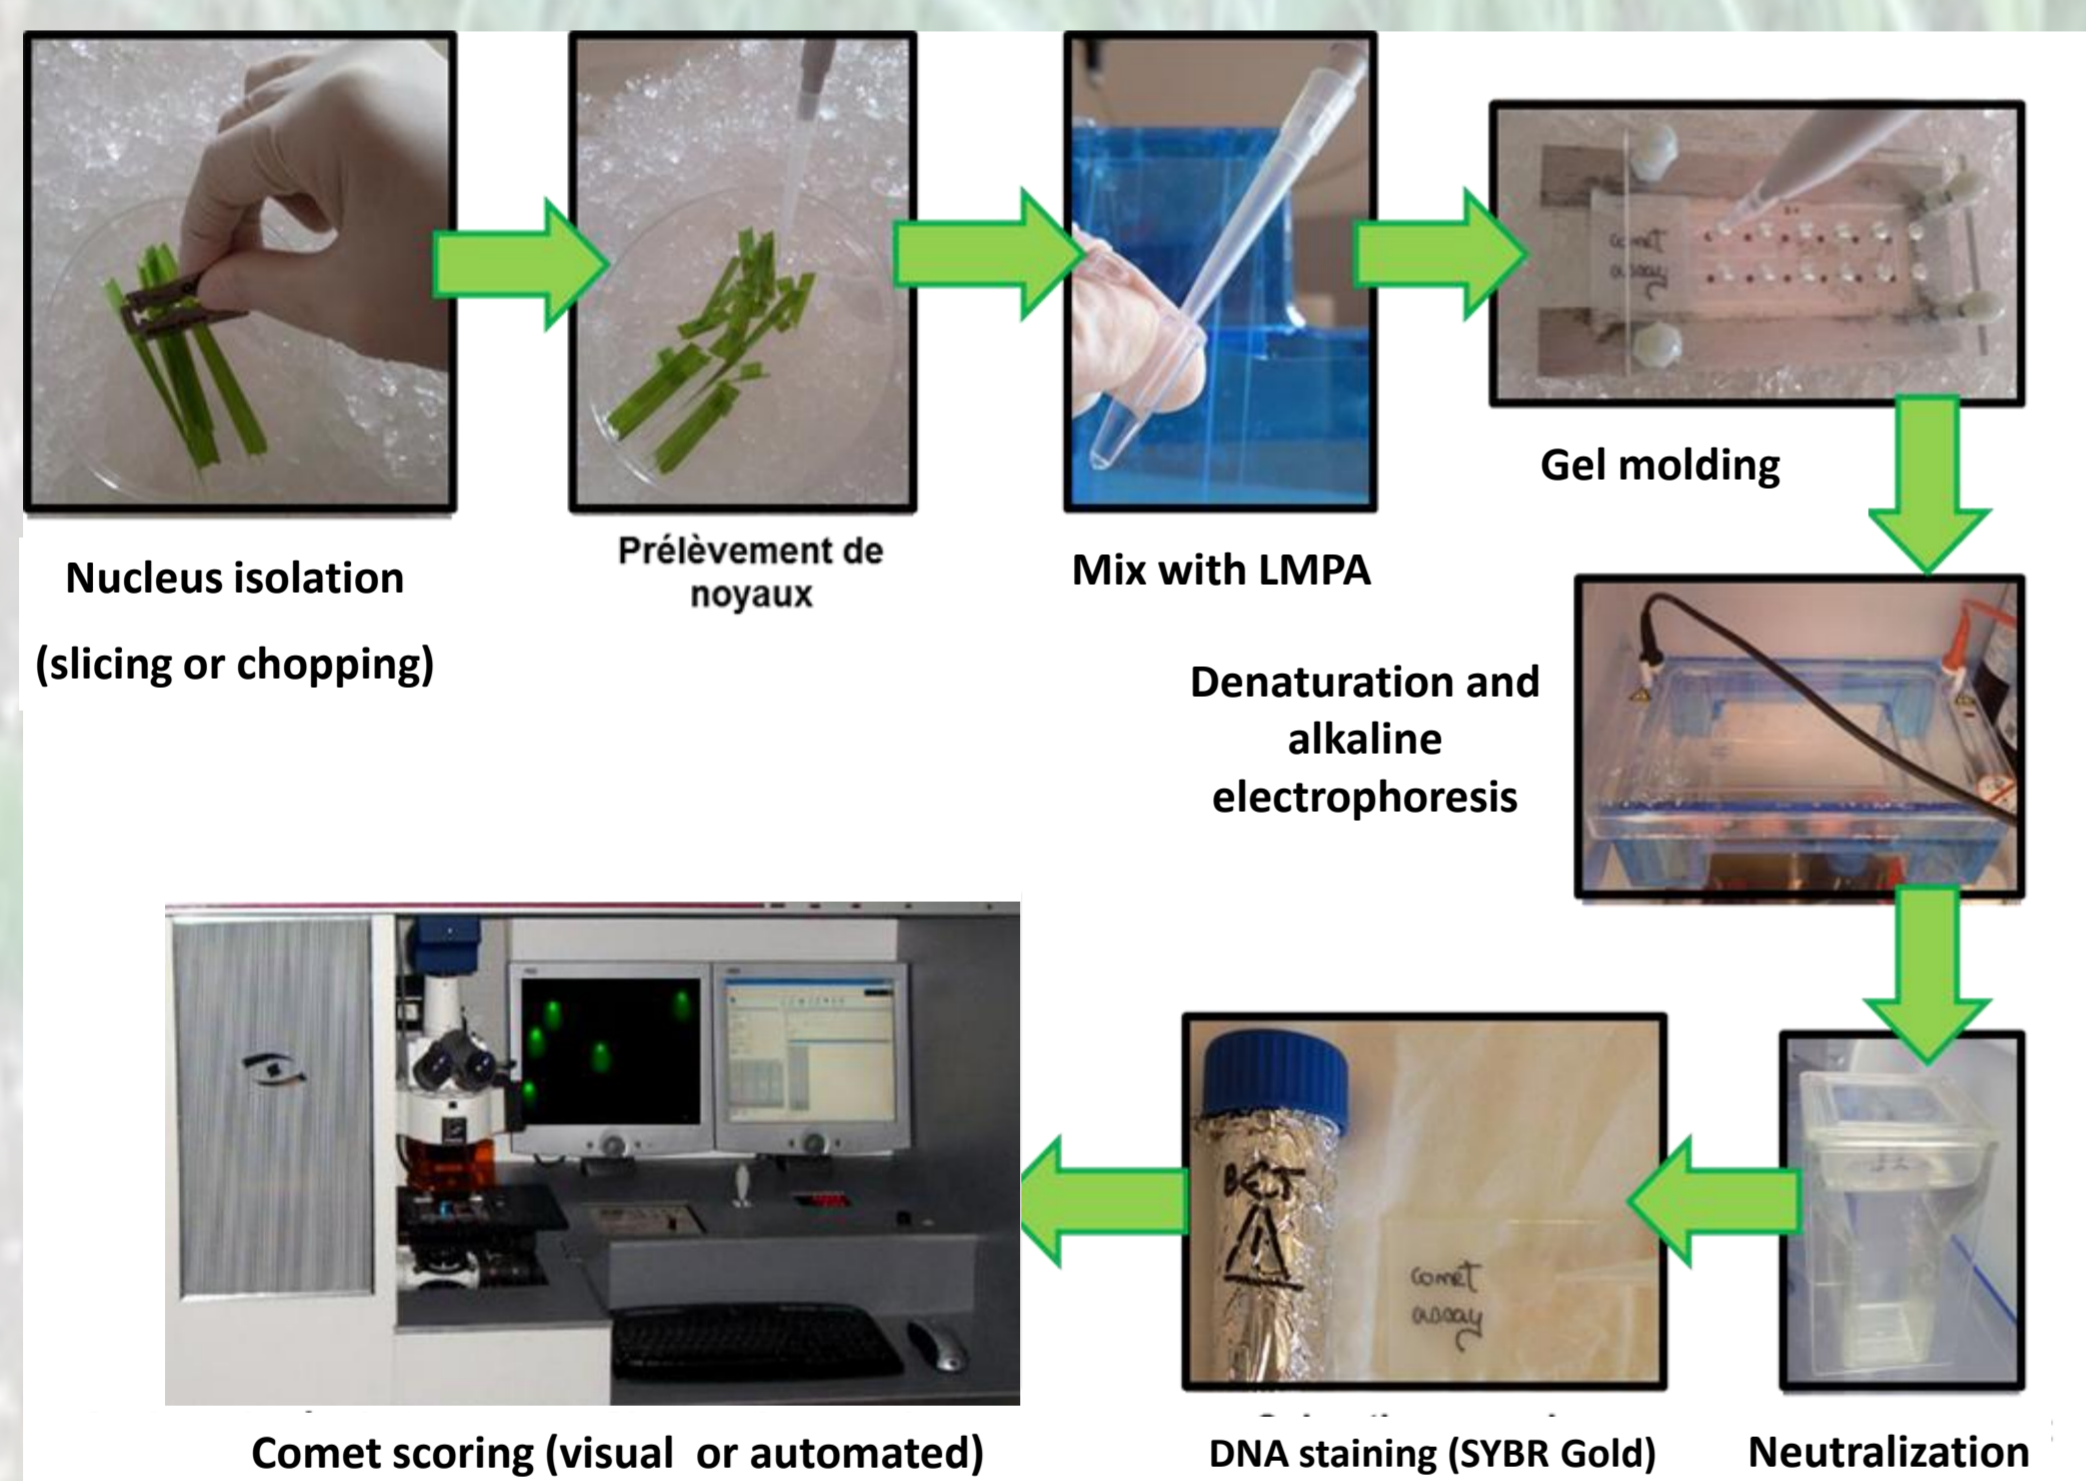 Nucleus isolation
(slicing or chopping)
Prélèvement de
noyaux
Mix with LMPA
comet
assay
Gel molding
Denaturation and
alkaline
electrophoresis
Comet scoring (visual  or automated)
BET
comet
assay
DNA staining (SYBR Gold)
Neutralization